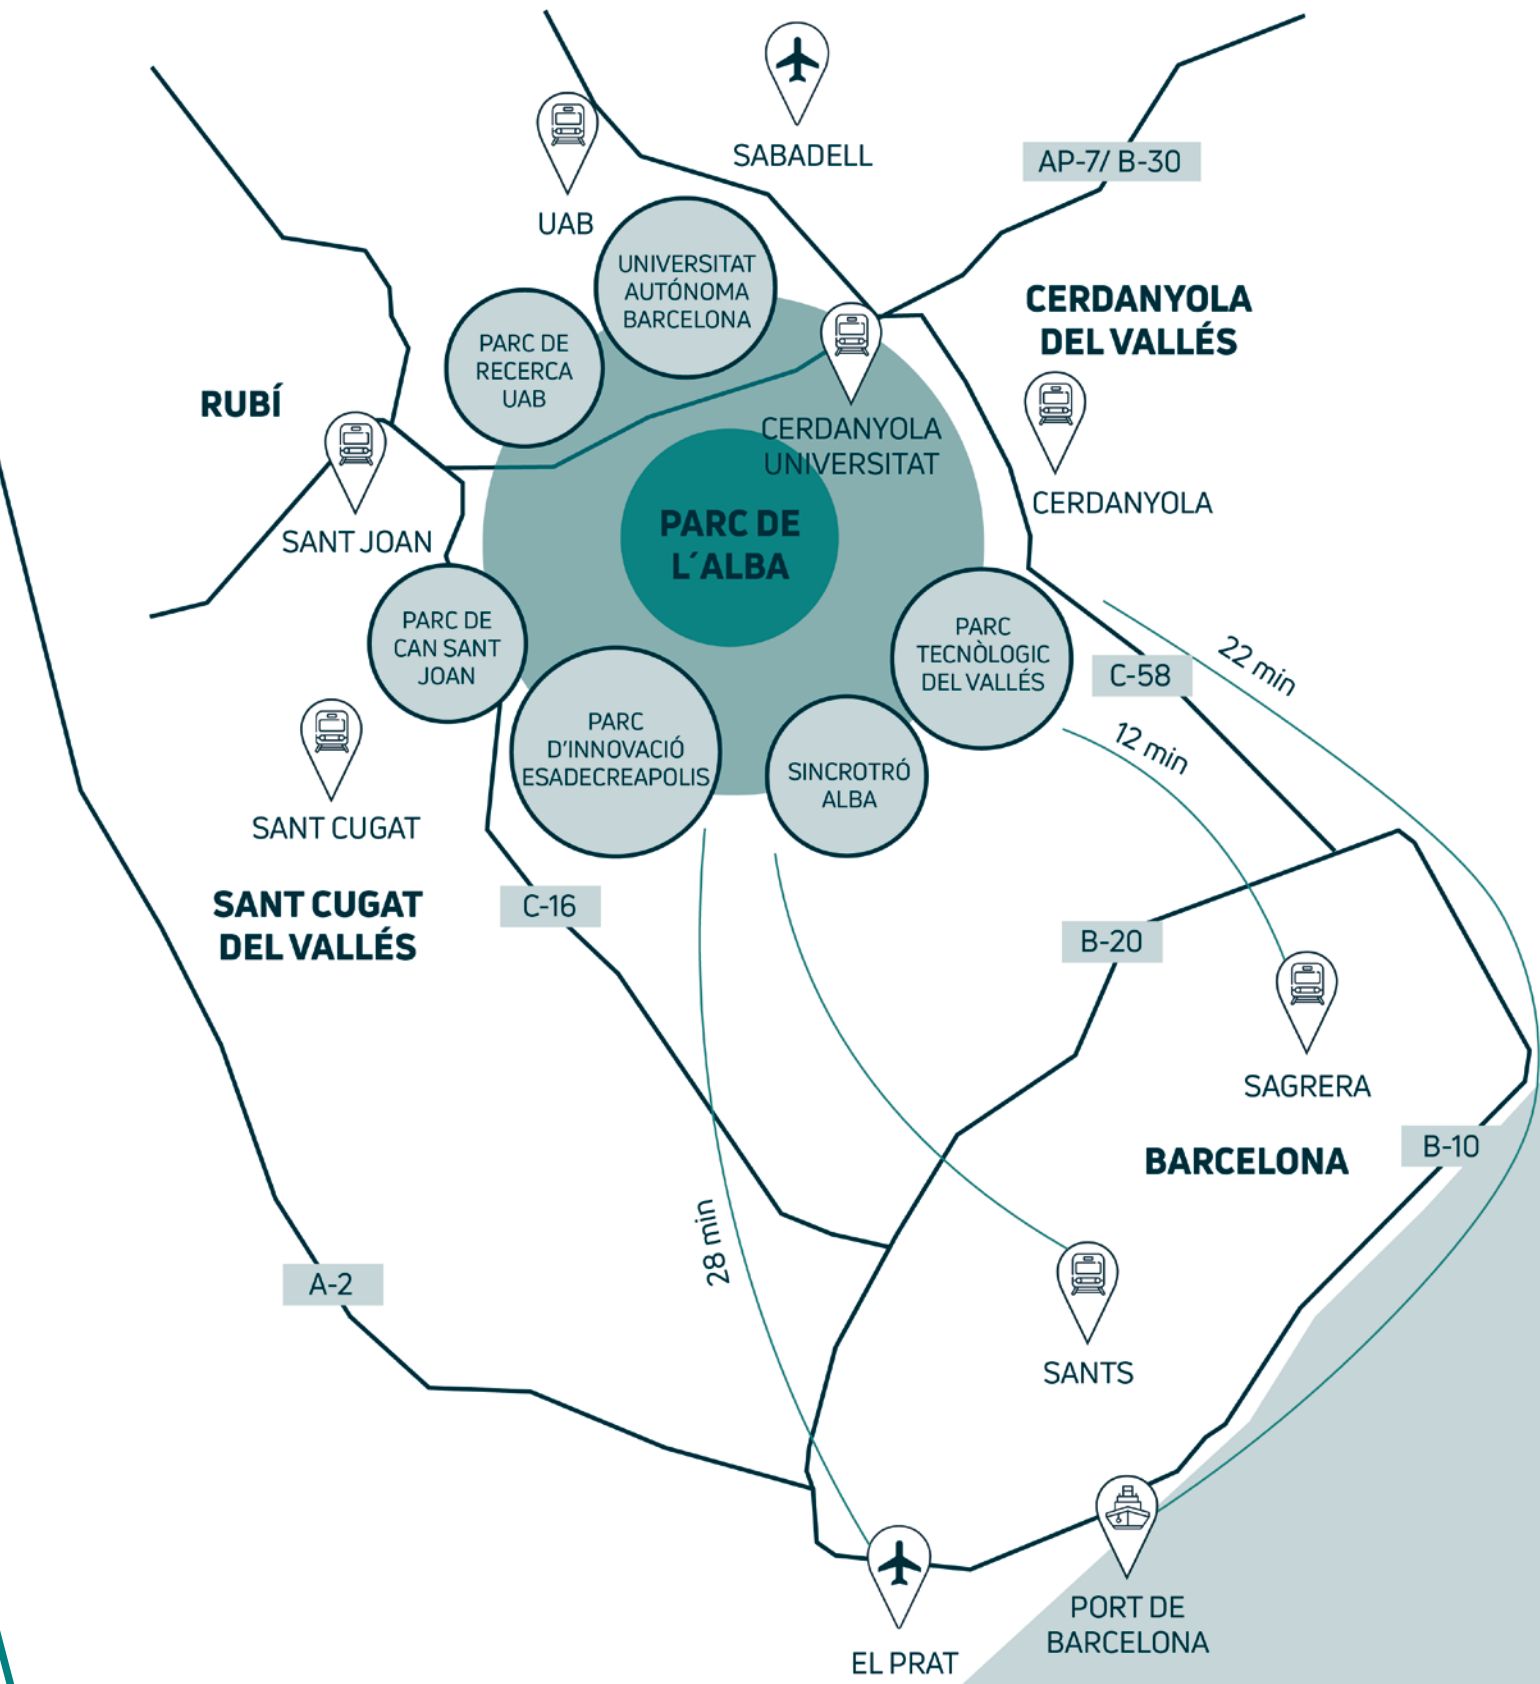 SABADELL
AP-7/ B-30
UAB
UNIVERSITAT
AUTÓNOMA
BARCELONA
CERDANYOLA
DEL VALLÉS
PARC DE
RECERCA
UAB
RUBÍ
CERDANYOLA
UNIVERSITAT
CERDANYOLA
SANT JOAN
PARC DE
L´ALBA
PARC DE
CAN SANT
JOAN
PARC
TECNÒLOGIC
DEL VALLÉS
C-58
22 min
12 min
PARC
D'INNOVACIÓ
ESADECREAPOLIS
SINCROTRÓ
ALBA
SANT CUGAT
SANT CUGAT
DEL VALLÉS
C-16
B-20
SAGRERA
BARCELONA
B-10
28 min
A-2
SANTS
PORT DE
BARCELONA
EL PRAT